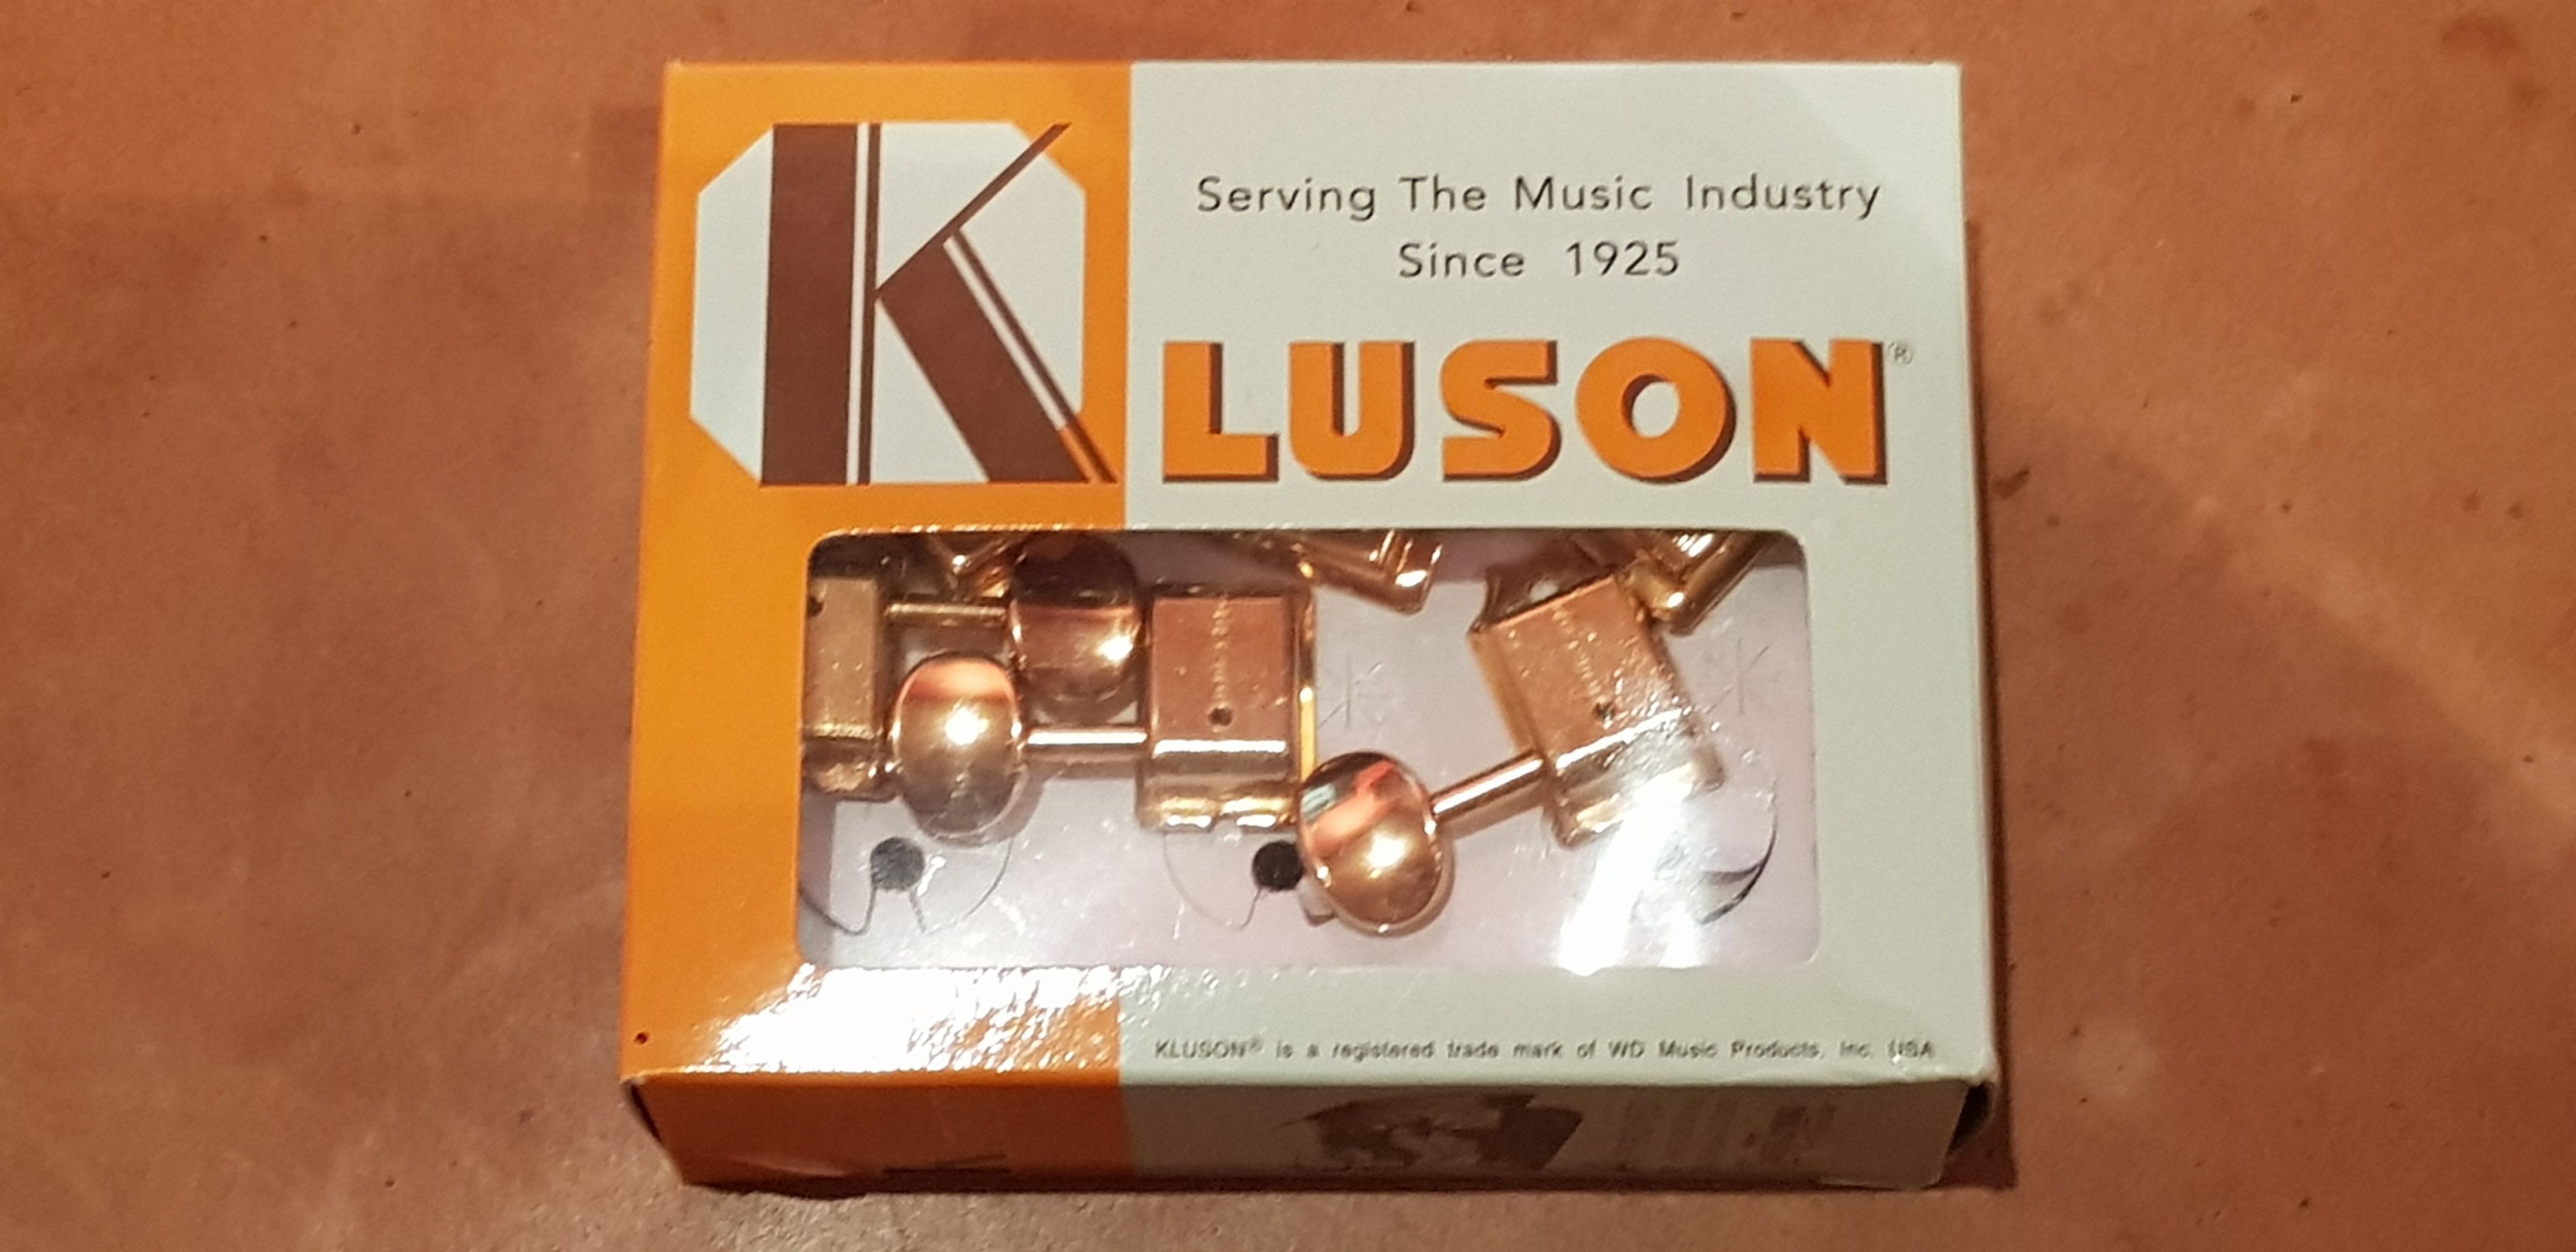 Serving The Music Industry
Since 1925
KLUSON®
KLUSON® is a registered trade mark of WD Music Products, Inc. USA